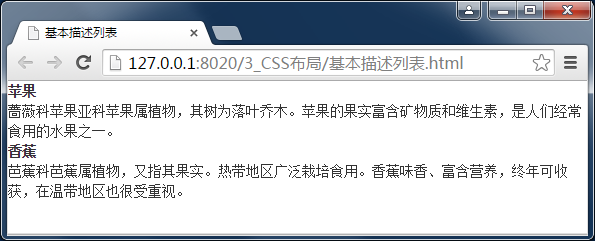 基本描述列表
127.0.0.1:8020/3_CSS布局/基本描述列表.html
苹果
蔷薇科苹果亚科苹果属植物，其树为落叶乔木。苹果的果实富含矿物质和维生素，是人们经常
食用的水果之一。
香蕉
芭蕉科芭蕉属植物，又指其果实。热带地区广泛栽培食用。香蕉味香、富含营养，终年可收
获，在温带地区也很受重视。